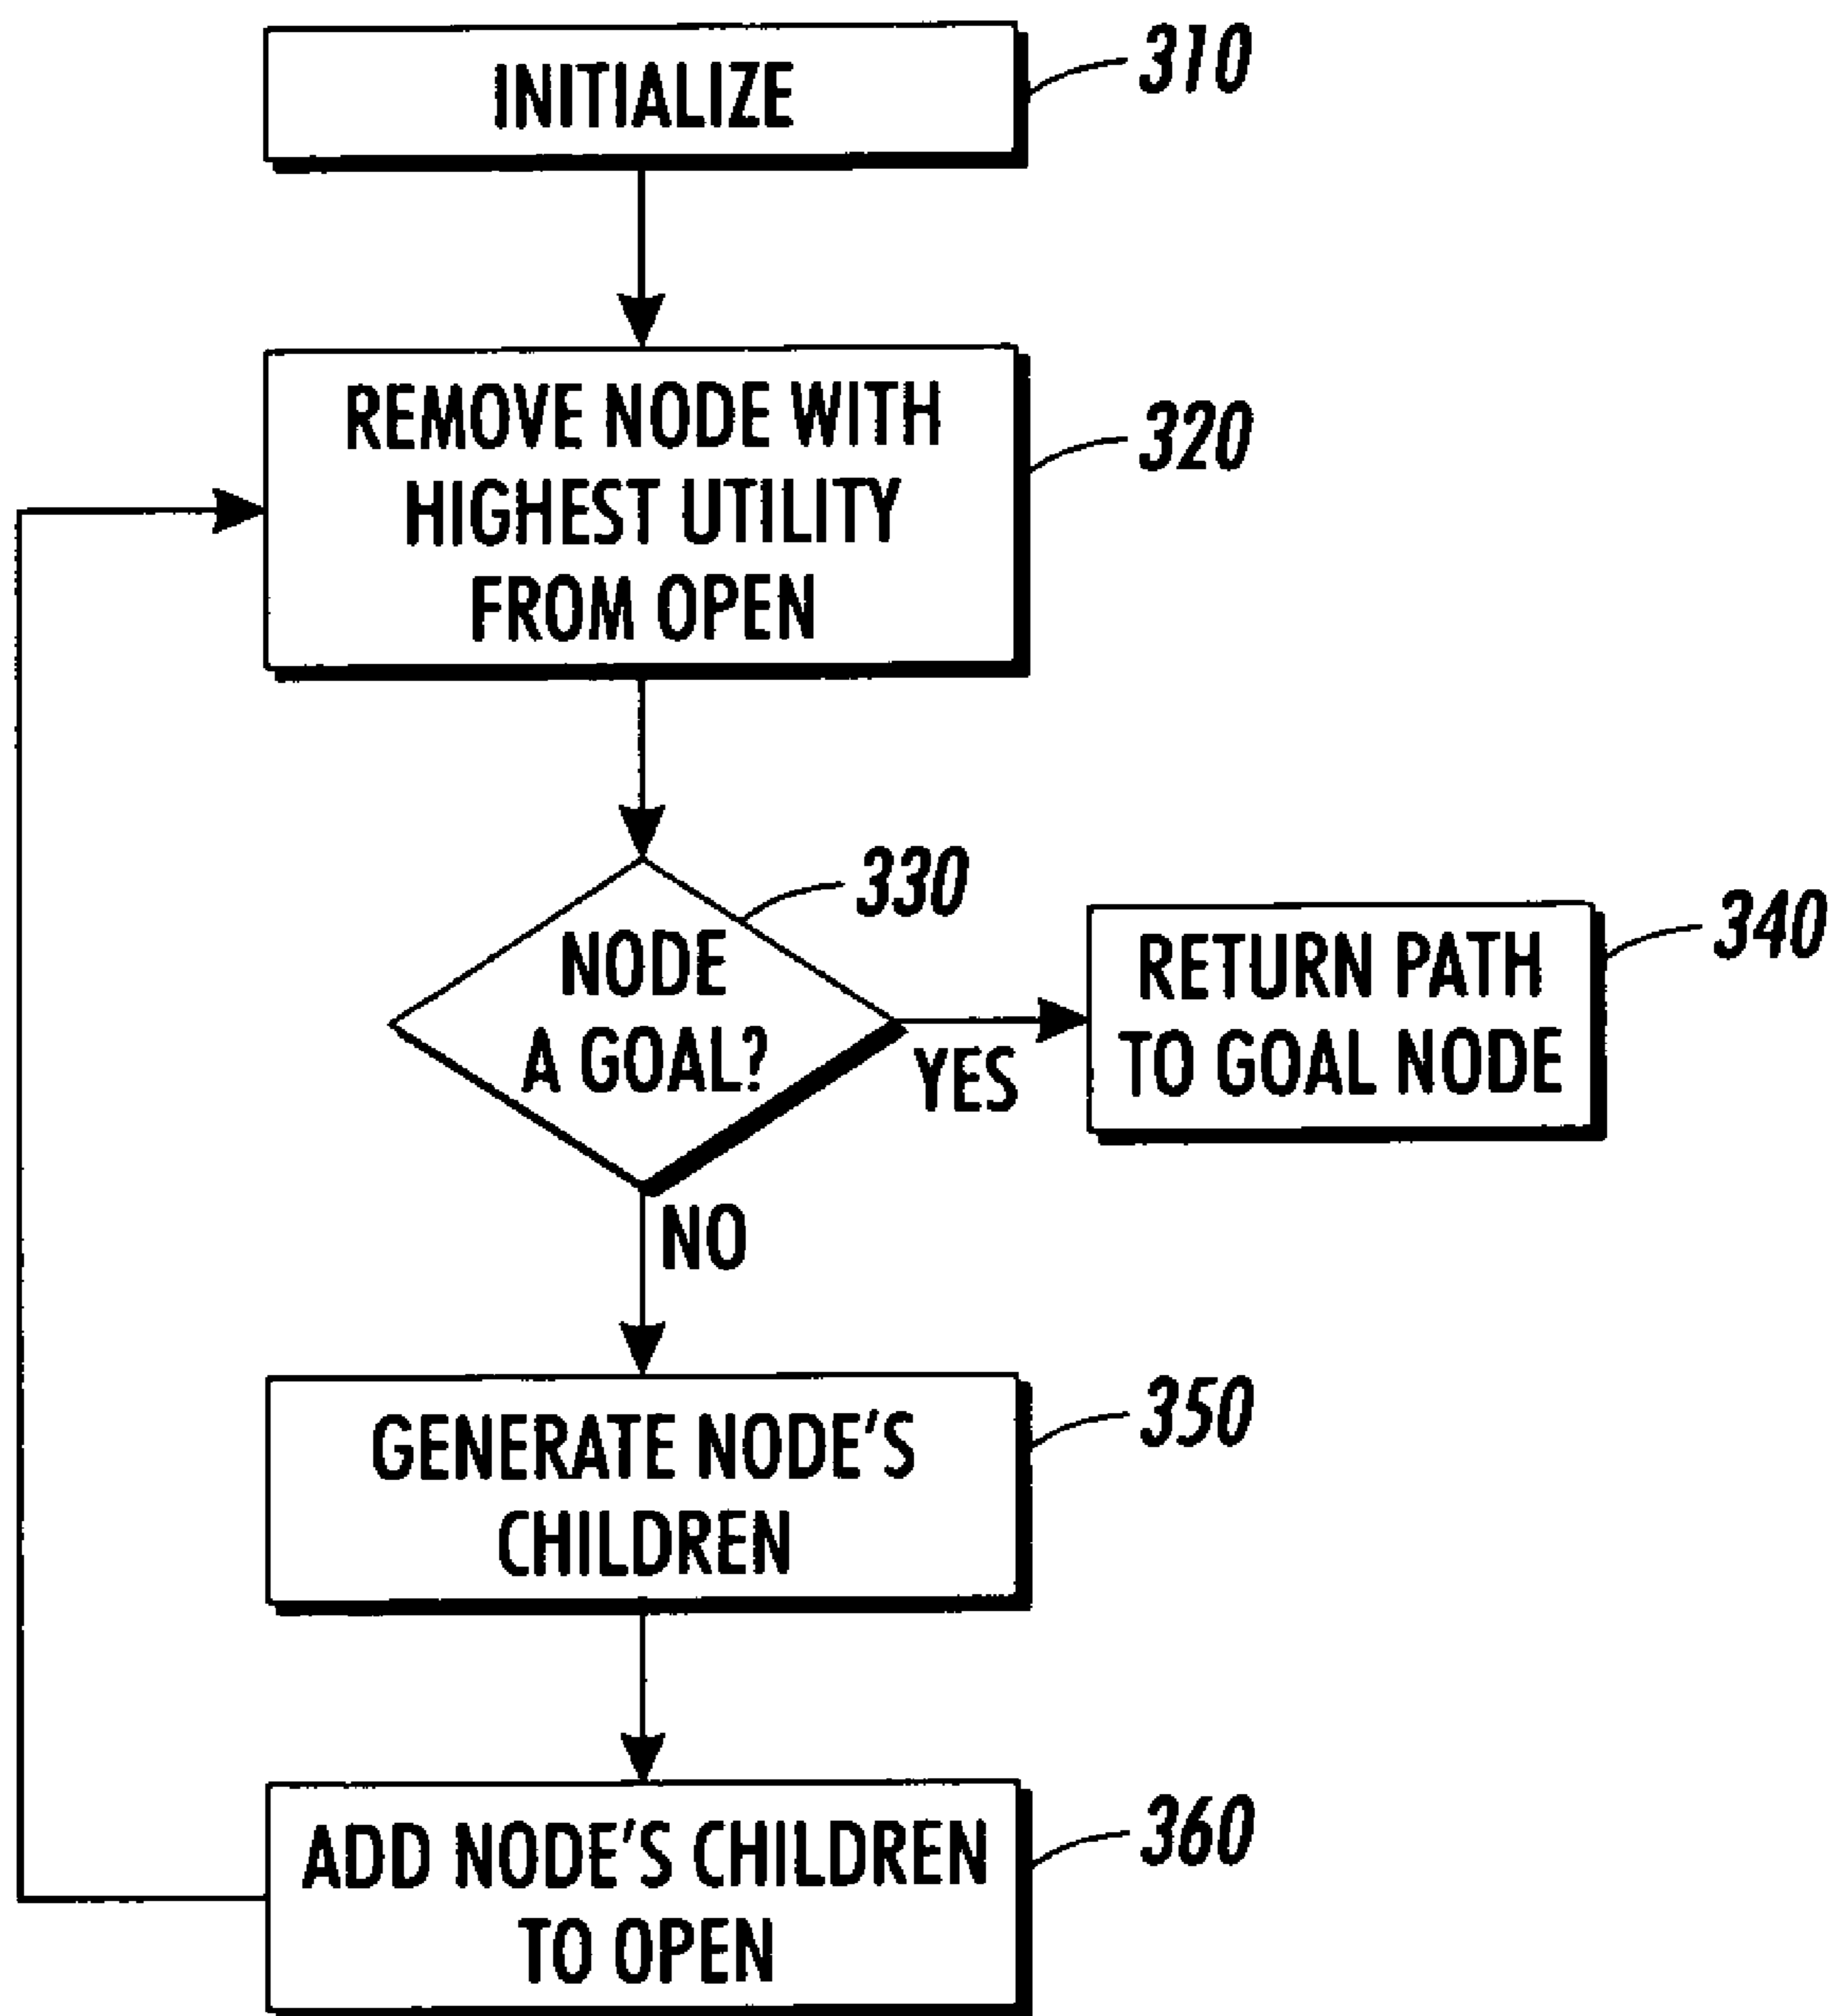 INITIALIZE
310
REMOVE NODE WITH
HIGHEST UTILITY
FROM OPEN
320
330
NODE
A GOAL?
YES
RETURN PATH
TO GOAL NODE
340
NO
GENERATE NODE'S
CHILDREN
350
ADD NODE'S CHILDREN
TO OPEN
360